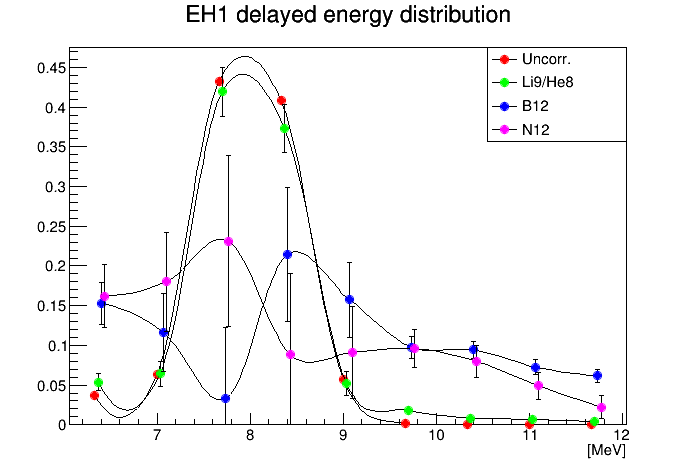 EH1 delayed energy distribution
Uncorr.
Li9/He8
B12
N12
0.45
0.4
0.35
0.3
0.25
0.2
0.15
0.1
0.05
0
7 8 9 10 11 12
[MeV]